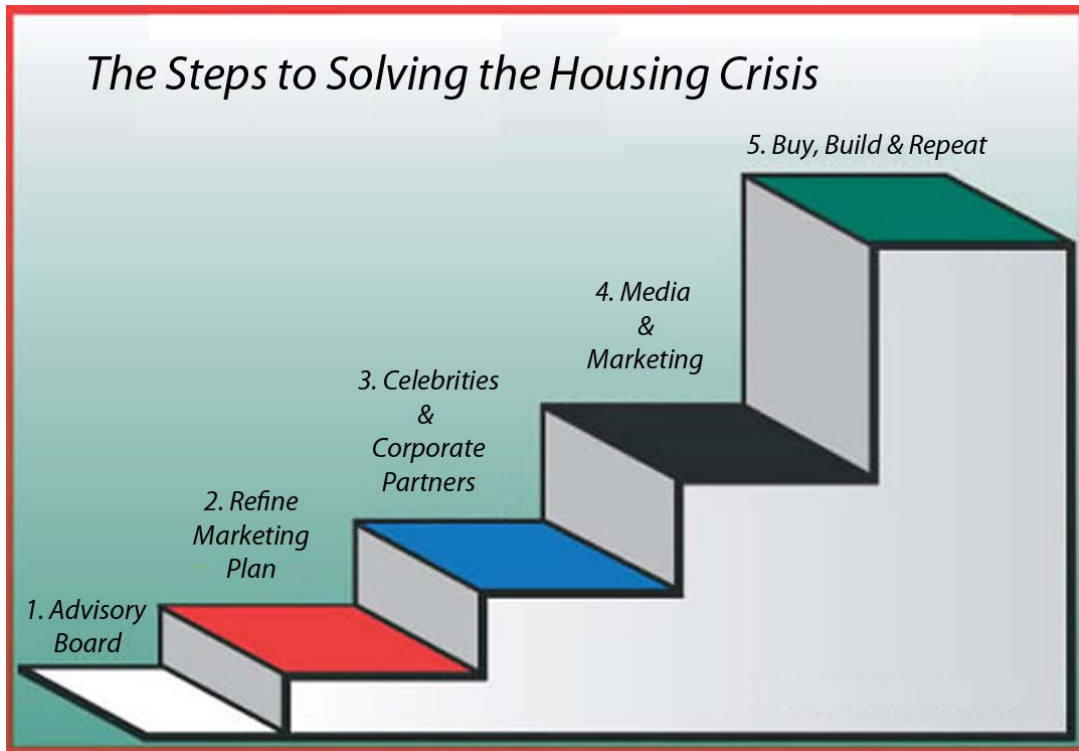 The Steps to Solving the Housing Crisis
5. Buy, Build & Repeat
4. Media
&
Marketing
3. Celebrities
&
Corporate
Partners
2. Refine
Marketing
Plan
1. Advisory
Board